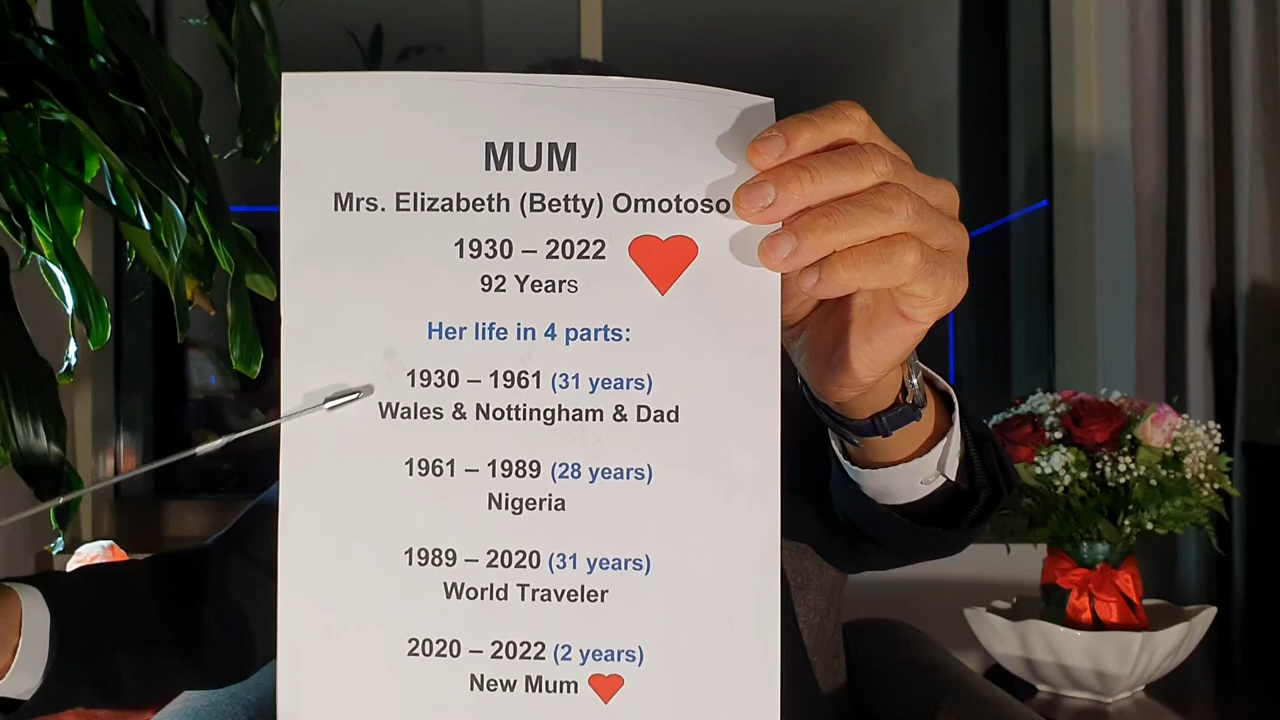 MUM
Mrs. Elizabeth (Betty) Omotoso
1930 – 2022
92 Years
Her life in 4 parts:
1930 – 1961 (31 years)
Wales & Nottingham & Dad
1961 – 1989 (28 years)
Nigeria
1989 – 2020 (31 years)
World Traveler
2020 – 2022 (2 years)
New Mum